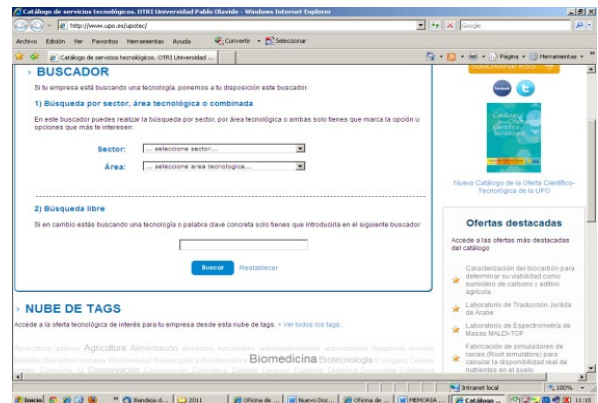 Catálogo de servicios tecnológicos. OTRI Universidad Pablo Olavide - Windows Internet Explorer
http://www.upo.es/upotec/
Google
Archivo Edición Ver Favoritos Herramientas Ayuda Convertir Seleccionar
Catálogo de servicios tecnológicos. OTRI Universidad ...
Página Herramientas
BUSCADOR
Si tu empresa está buscando una tecnología, ponemos a tu disposición este buscador.
1) Búsqueda por sector, área tecnológica o combinada
En este buscador puedes realizar la búsqueda por sector, por área tecnológica o ambas solo tienes que marca la opción u
opciones que más te interesen:
Sector: ... seleccione sector...
Área: ... seleccione area tecnologica...
2) Búsqueda libre
Si en cambio estás buscando una tecnología o palabra clave concreta solo tienes que introducirla en el siguiente buscador
Buscar Restablecer
NUBE DE TAGS
Accede a la oferta tecnológica de interés para tu empresa desde esta nube de tags. > Ver todos los tags...
Agricultura Alimentación
Biomedicina Biotecnología
Conservación
Nuevo Catálogo de la Oferta Científico-
Tecnológica de la UPO
Ofertas destacadas
Accede a las ofertas más destacadas
del catálogo
Caracterización del biocarbón para
determinar su viabilidad como
sumidero de carbono y aditivo
agrícola
Laboratorio de Traducción Jurada
de Árabe
Laboratorio de Espectrometría de
Masas MALDI-TOF
Fabricación de simuladores de
raíces (Root simulators) para
calcular la disponibilidad real de
nutrientes en el suelo
Intranet local 100%
Inicio Bandeja d... 2011 Oficina de ... Nuevo Doc... Oficina de ... MEMORIA ... Catálogo ... 11:10